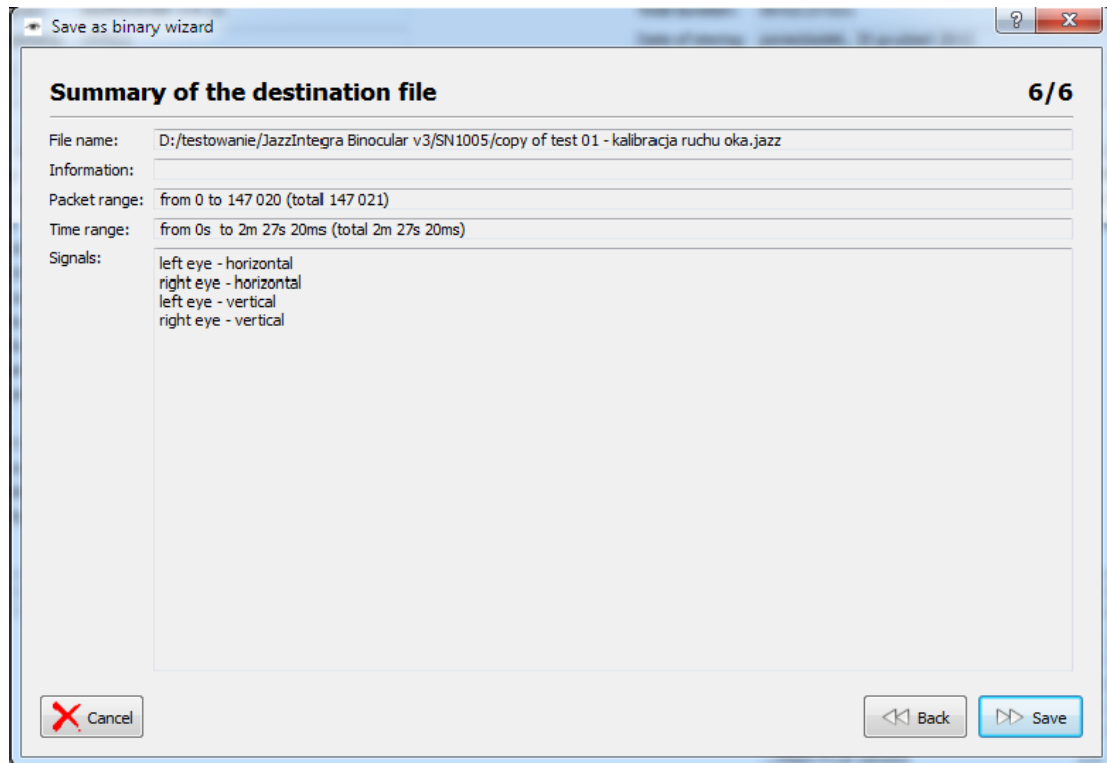 Save as binary wizard
Summary of the destination file 6/6
File name: D:/testowanie/JazzIntegra Binocular v3/SN1005/copy of test 01 - kalibracja ruchu oka.jazz
Information:
Packet range: from 0 to 147 020 (total 147 021)
Time range: from 0s  to 2m 27s 20ms (total 2m 27s 20ms)
Signals: left eye - horizontal
right eye - horizontal
left eye - vertical
right eye - vertical
Cancel Back Save